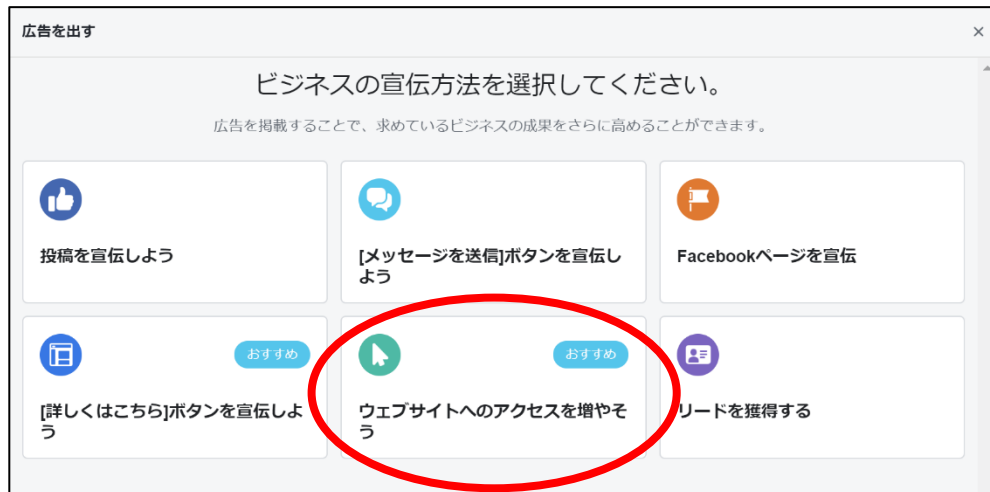 広告を出す
ビジネスの宣伝方法を選択してください。
広告を掲載することで、求めているビジネスの成果をさらに高めることができます。
投稿を宣伝しよう
[メッセージを送信]ボタンを宣伝し
よう
Facebookページを宣伝
おすすめ
[詳しくはこちら]ボタンを宣伝しよ
う
おすすめ
ウェブサイトへのアクセスを増やそ
う
リードを獲得する